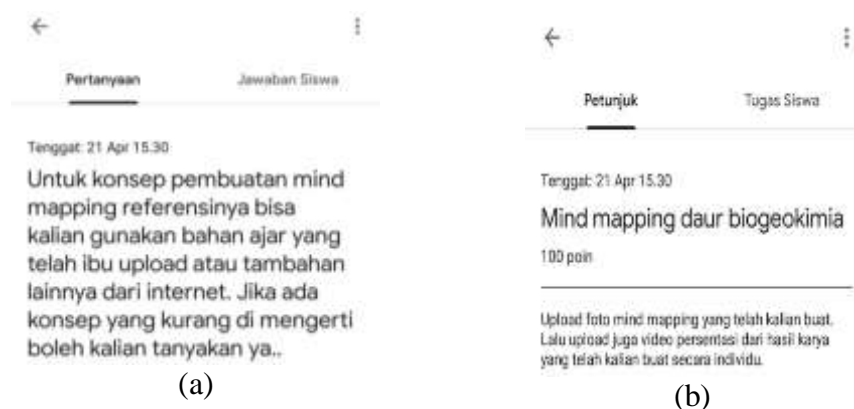 Pertanyaan
Jawaban Siswa
Tenggat: 21 Apr 15.30
Untuk konsep pembuatan mind
mapping referensinya bisa
kalian gunakan bahan ajar yang
telah ibu upload atau tambahan
lainnya dari internet. Jika ada
konsep yang kurang di mengerti
boleh kalian tanyakan ya..
(a)
Petunjuk
Tugas Siswa
Tenggat: 21 Apr 15.30
Mind mapping daur biogeokimia
100 poin
Upload foto mind mapping yang telah kalian buat.
Lalu upload juga video persentasi dari hasil karya
yang telah kalian buat secara individu.
(b)